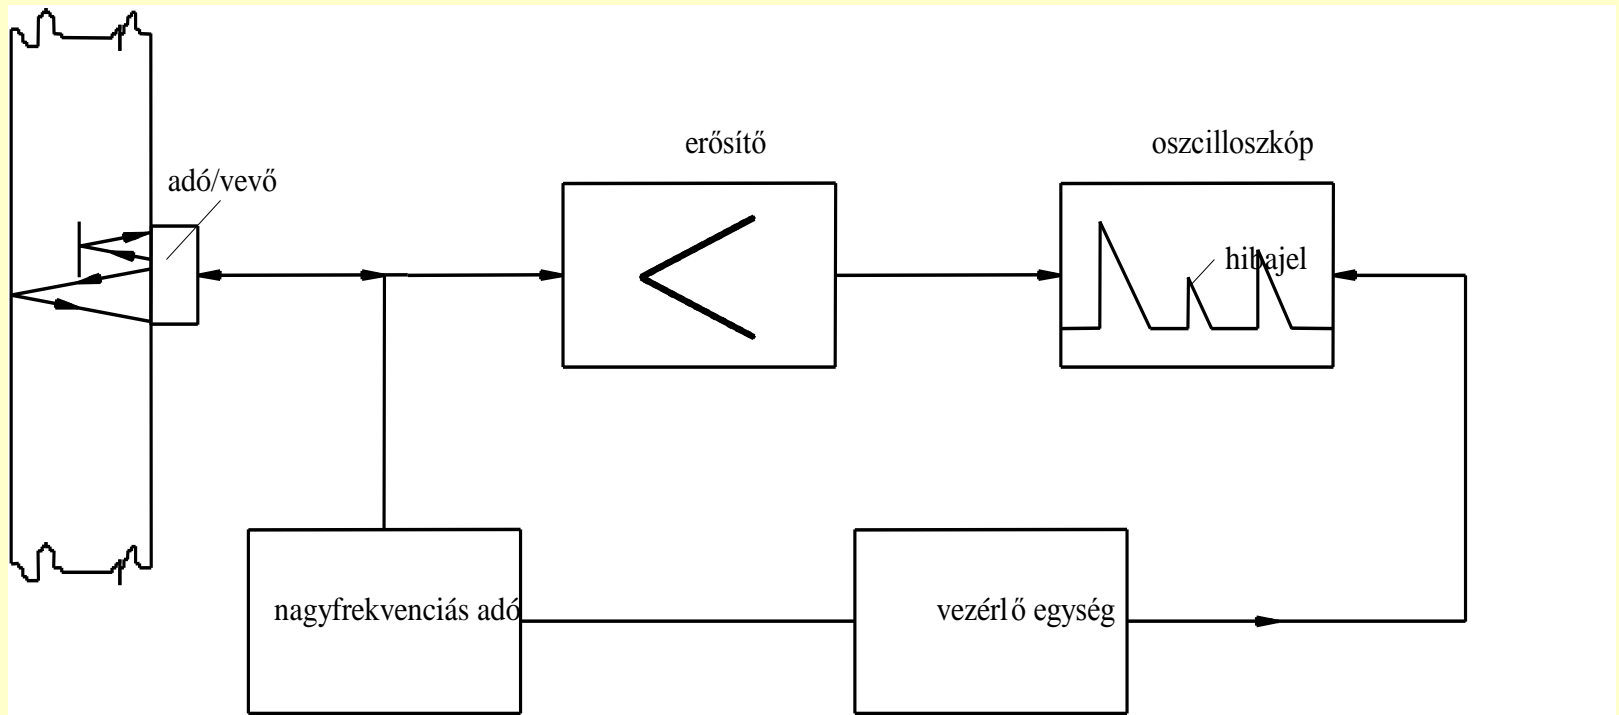 erősítő
oszcilloszkóp
adó/vevő
hibajel
nagyfrekvenciás adó
vezérlő egység